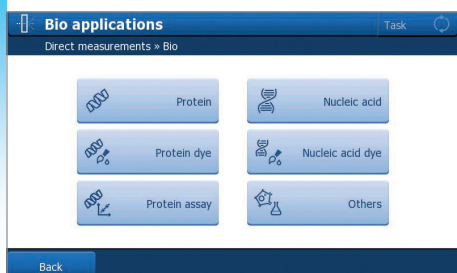 Bio applications Task
Direct measurements » Bio
Protein Nucleic acid
Protein dye Nucleic acid dye
Protein assay Others
Back